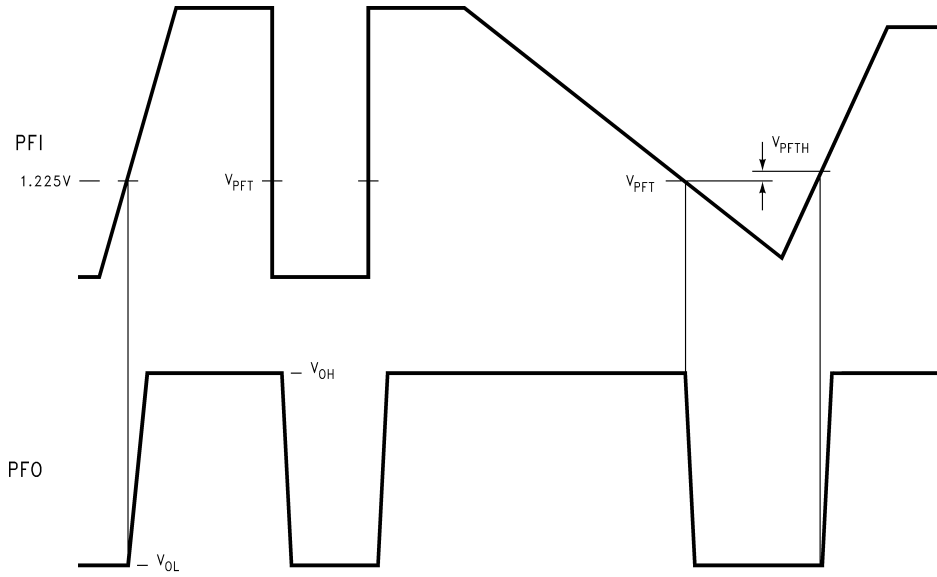 PFI
V_PFTH
1.225V
V_PFT
V_PFT
V_OH
PFO
V_OL